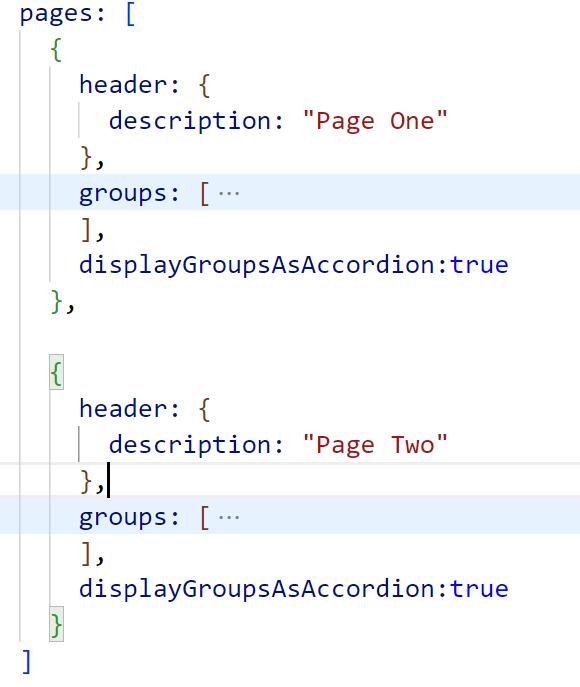 pages: [
{
header: {
description: "Page One"
},
groups: [ ···
],
displayGroupsAsAccordion:true
},
{
header: {
description: "Page Two"
},
groups: [ ···
],
displayGroupsAsAccordion:true
}
]